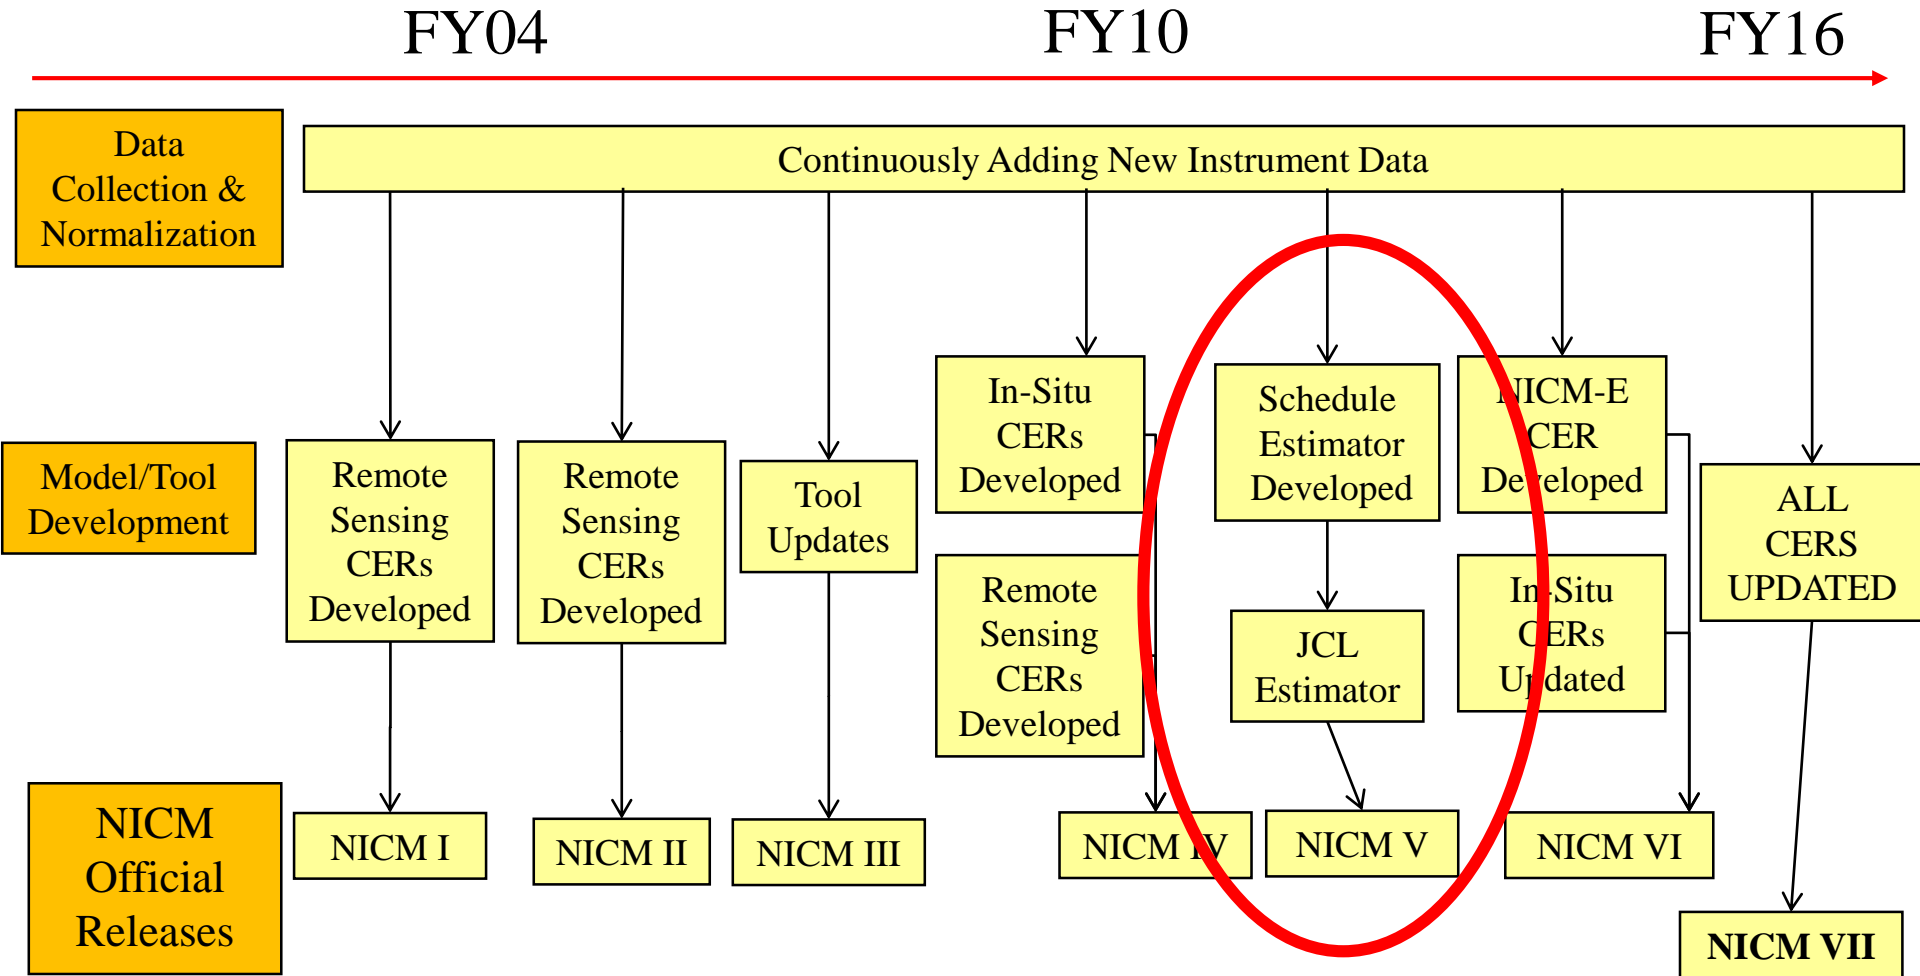 FY04
FY10
FY16
Data
Collection &
Normalization
Continuously Adding New Instrument Data
Model/Tool
Development
Remote
Sensing
CERs
Developed
Remote
Sensing
CERs
Developed
Tool
Updates
In-Situ
CERs
Developed
Remote
Sensing
CERs
Developed
Schedule
Estimator
Developed
JCL
Estimator
NICM-E
CER
Developed
In-Situ
CERs
Updated
ALL
CERS
UPDATED
NICM
Official
Releases
NICM I
NICM II
NICM III
NICM IV
NICM V
NICM VI
NICM VII